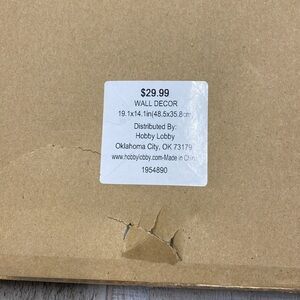 $29.99
WALL DECOR
19.1x14.1in(48.5x35.8cm)
Distributed By:
Hobby Lobby
Oklahoma City, OK 73179
www.hobbylobby.com-Made in China
1954890